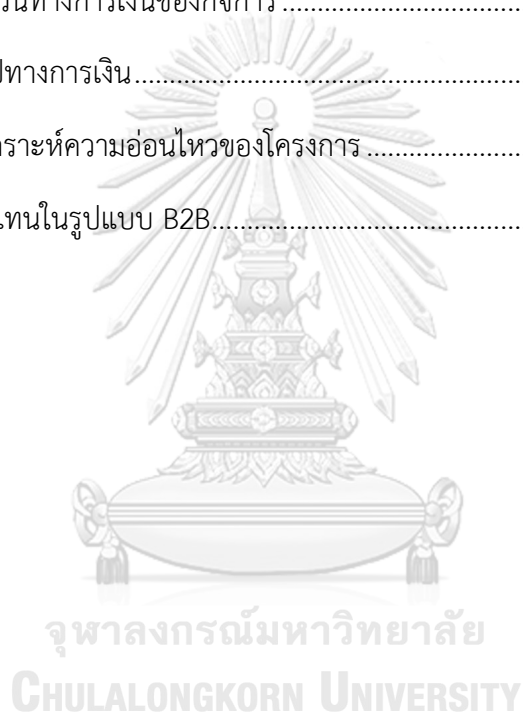 วนทางการเงินของกิจการ ........................................
ปทางการเงิน........................................................
คราะห์ความอ่อนไหวของโครงการ ............................
แทนในรูปแบบ B2B..............................................
จุฬาลงกรณ์มหาวิทยาลัย
CHULALONGKORN UNIVERSITY